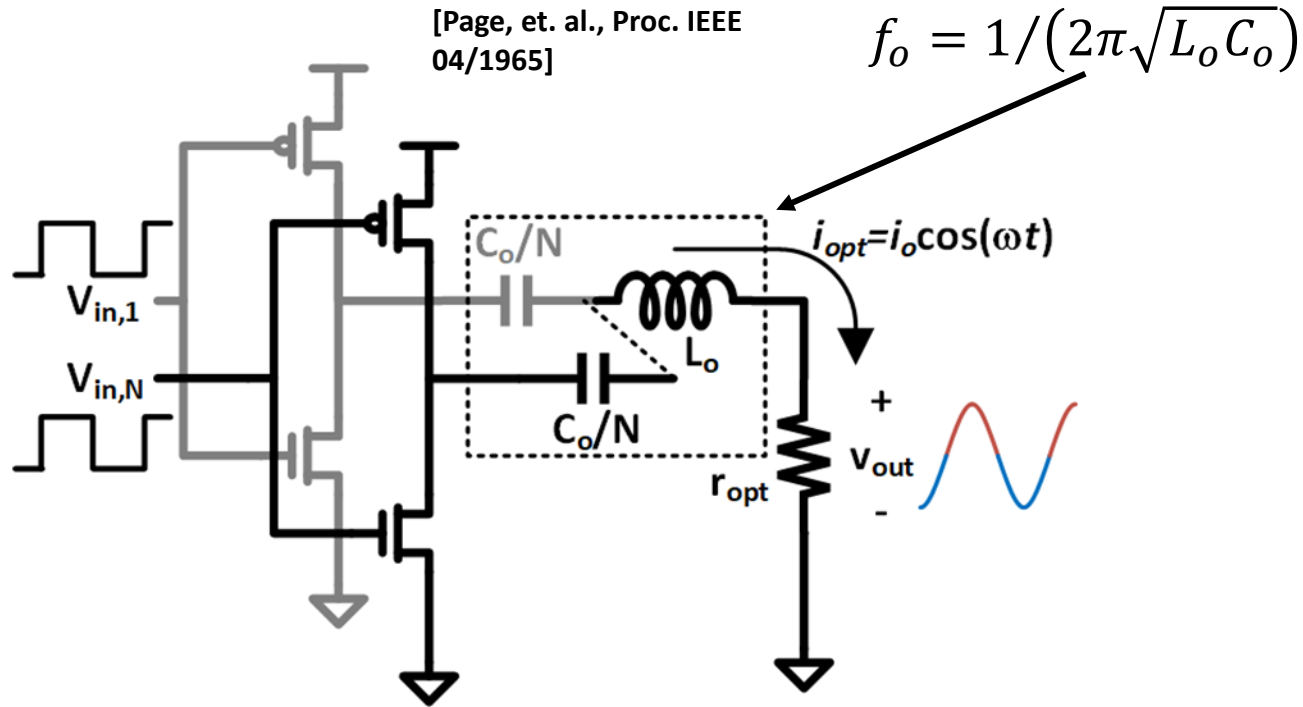 [Page, et. al., Proc. IEEE
04/1965]
f_o = 1/(2π√(L_oC_o))
C_o/N
i_opt=i_ocos(ωt)
V_in,1
L_o
V_in,N
C_o/N
+
v_out
r_opt
-